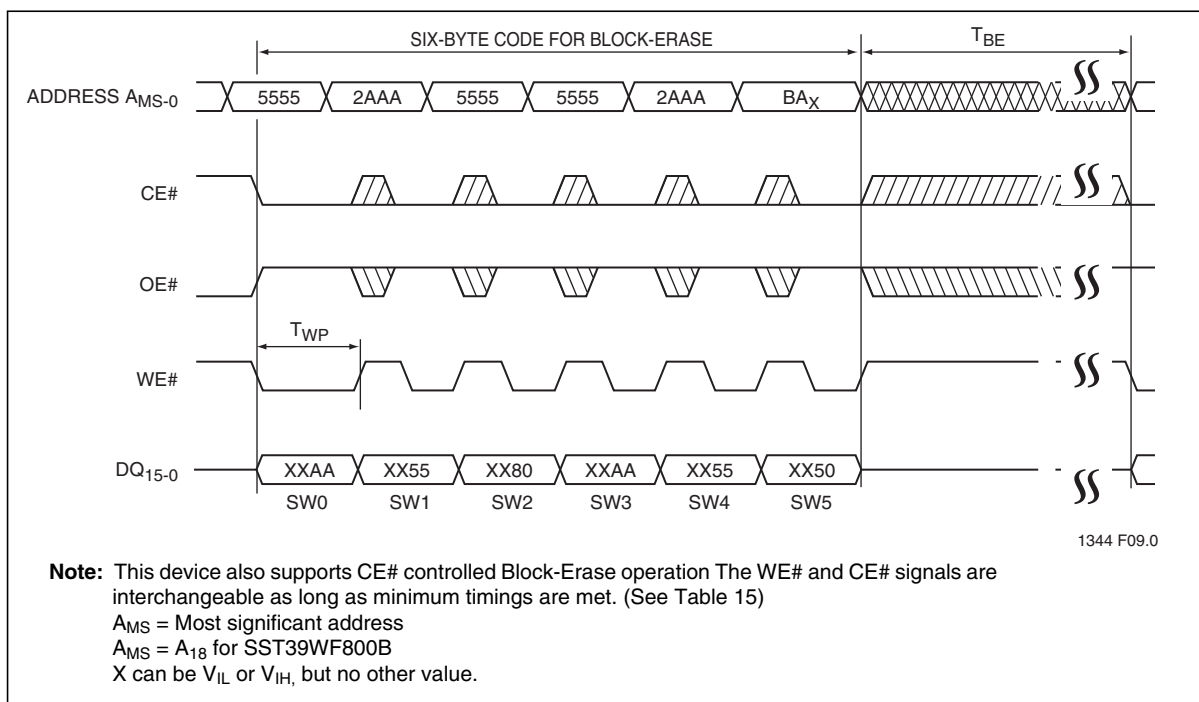 SIX-BYTE CODE FOR BLOCK-ERASE TBE
ADDRESS AMS-0 5555 2AAA 5555 5555 2AAA BAX
CE#
OE#
TWP
WE#
DQ15-0 XXAA XX55 XX80 XXAA XX55 XX50
SW0 SW1 SW2 SW3 SW4 SW5
1344 F09.0
Note: This device also supports CE# controlled Block-Erase operation The WE# and CE# signals are
interchangeable as long as minimum timings are met. (See Table 15)
AMS = Most significant address
AMS = A18 for SST39WF800B
X can be VIL or VIH, but no other value.